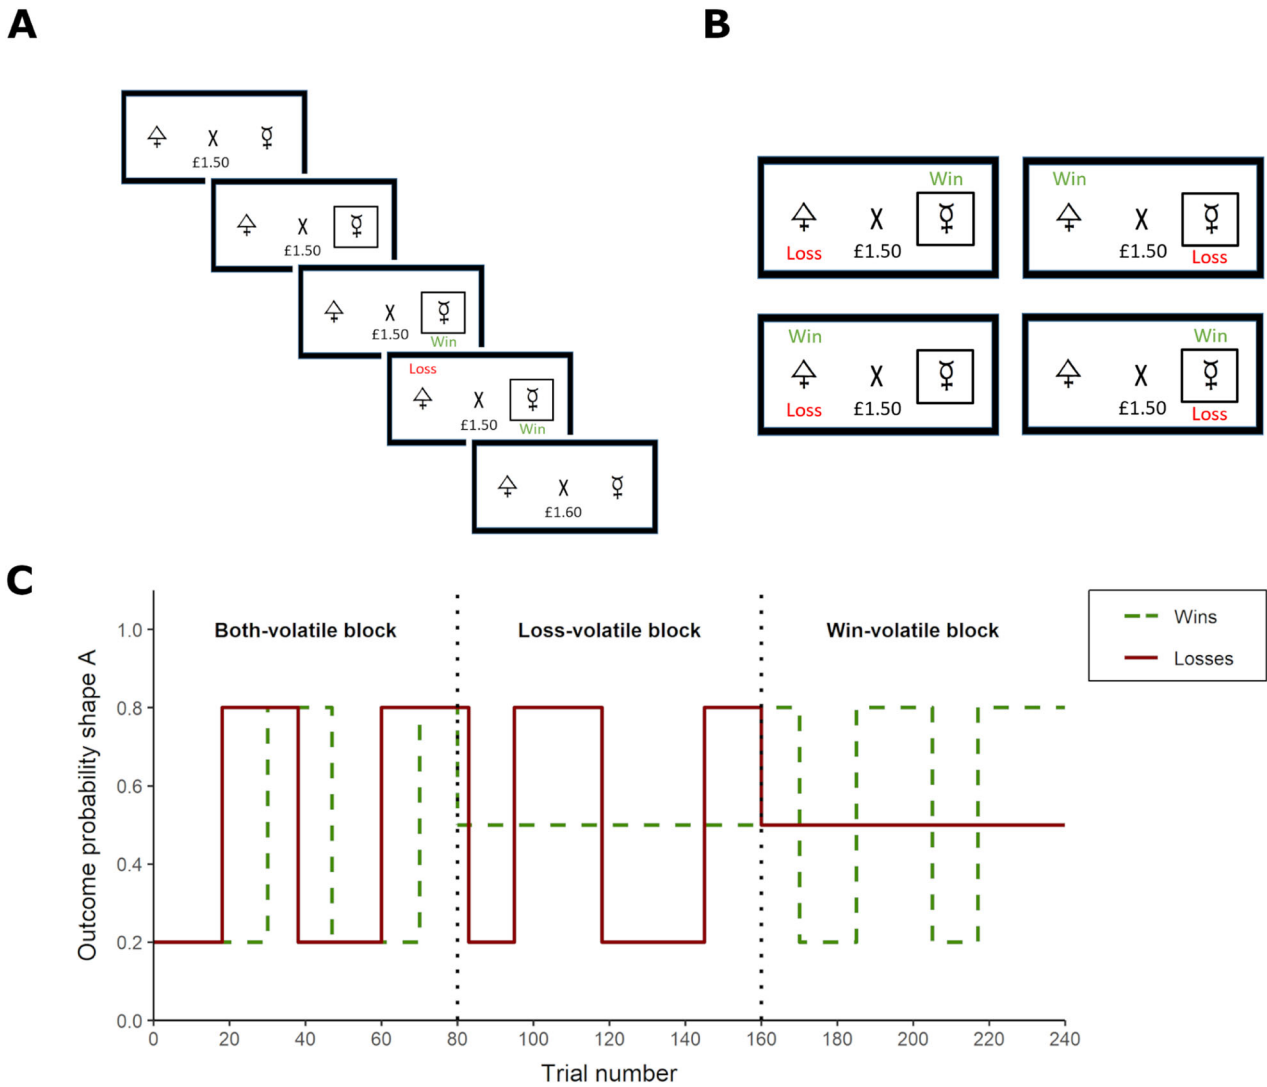 A
B
X
£1.50
X
£1.50
X
£1.50
Win
Loss
X
£1.50
Win
X
£1.60
Win
X
Loss
£1.50
Win
X
£1.50
Loss
Win
X
Loss
£1.50
Win
X
£1.50
Loss
C
Both-volatile block
Loss-volatile block
Win-volatile block
Wins
Losses
Outcome probability shape A
1.0
0.8
0.6
0.4
0.2
0.0
0 20 40 60 80 100 120 140 160 180 200 220 240
Trial number